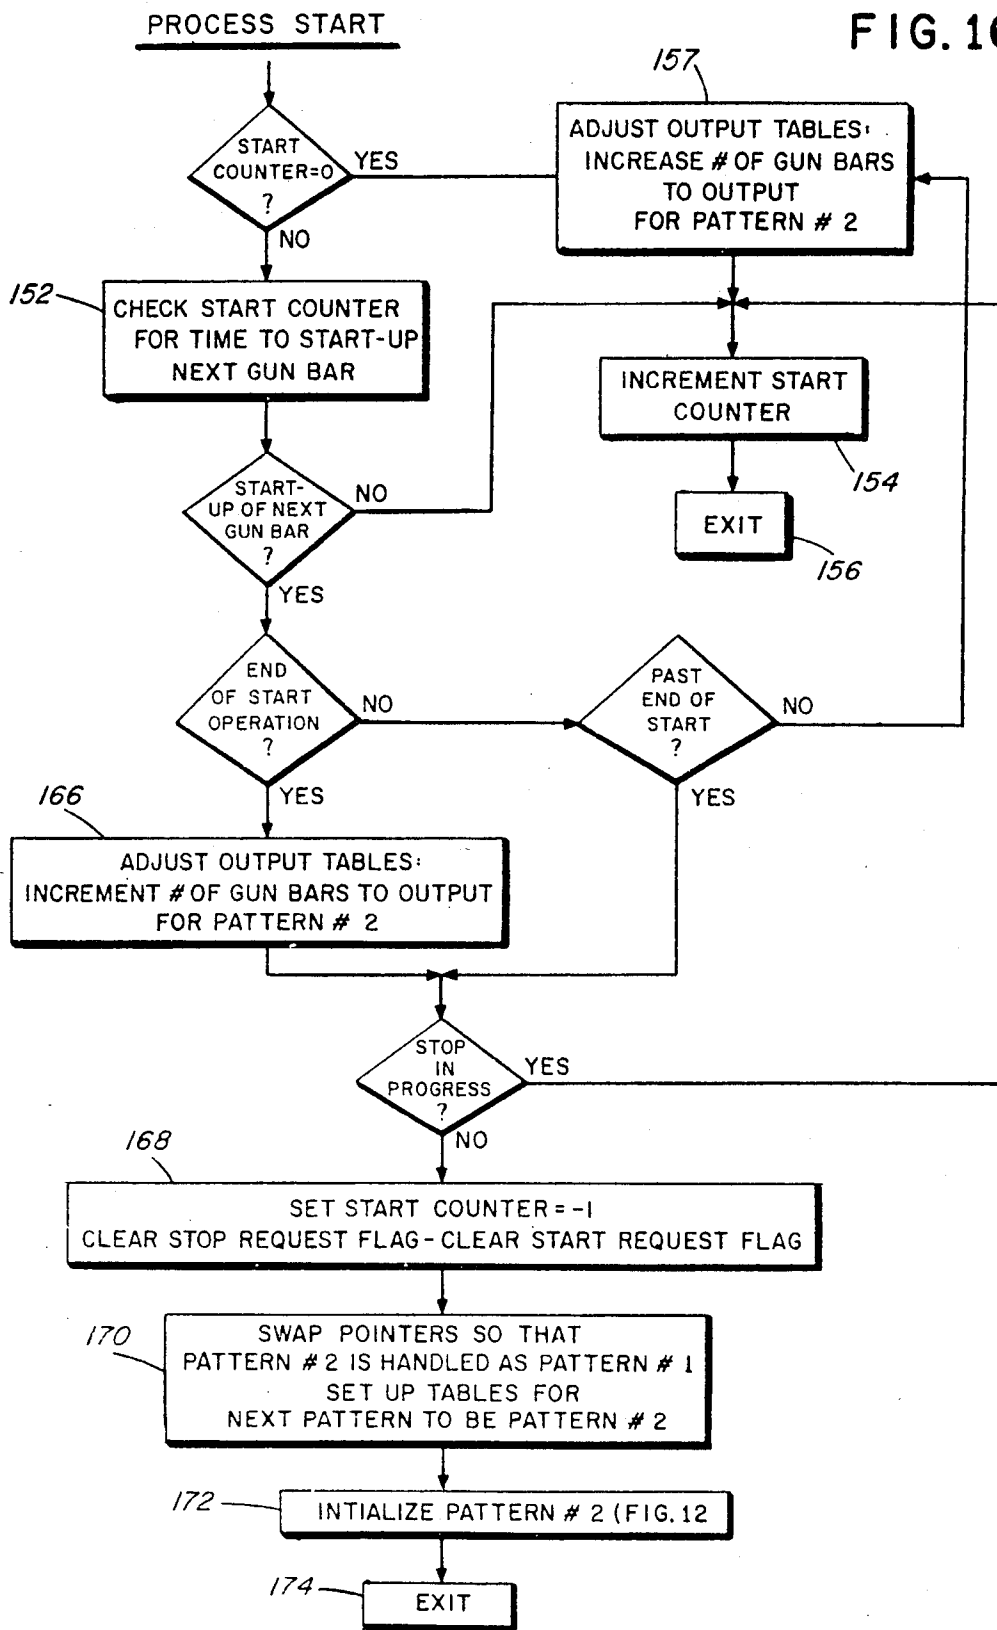 PROCESS START
FIG. 16
157
START
COUNTER=0
?
YES
NO
ADJUST OUTPUT TABLES:
INCREASE # OF GUN BARS
TO OUTPUT
FOR PATTERN # 2
152
CHECK START COUNTER
FOR TIME TO START-UP
NEXT GUN BAR
INCREMENT START
COUNTER
154
EXIT
156
START-
UP OF NEXT
GUN BAR
?
NO
YES
END
OF START
OPERATION
?
NO
YES
PAST
END OF
START
?
NO
YES
166
ADJUST OUTPUT TABLES:
INCREMENT # OF GUN BARS TO OUTPUT
FOR PATTERN # 2
STOP
IN
PROGRESS
?
YES
NO
168
SET START COUNTER = -1
CLEAR STOP REQUEST FLAG - CLEAR START REQUEST FLAG
170
SWAP POINTERS SO THAT
PATTERN # 2 IS HANDLED AS PATTERN # 1
SET UP TABLES FOR
NEXT PATTERN TO BE PATTERN # 2
172
INTIALIZE PATTERN # 2 (FIG. 12
174
EXIT